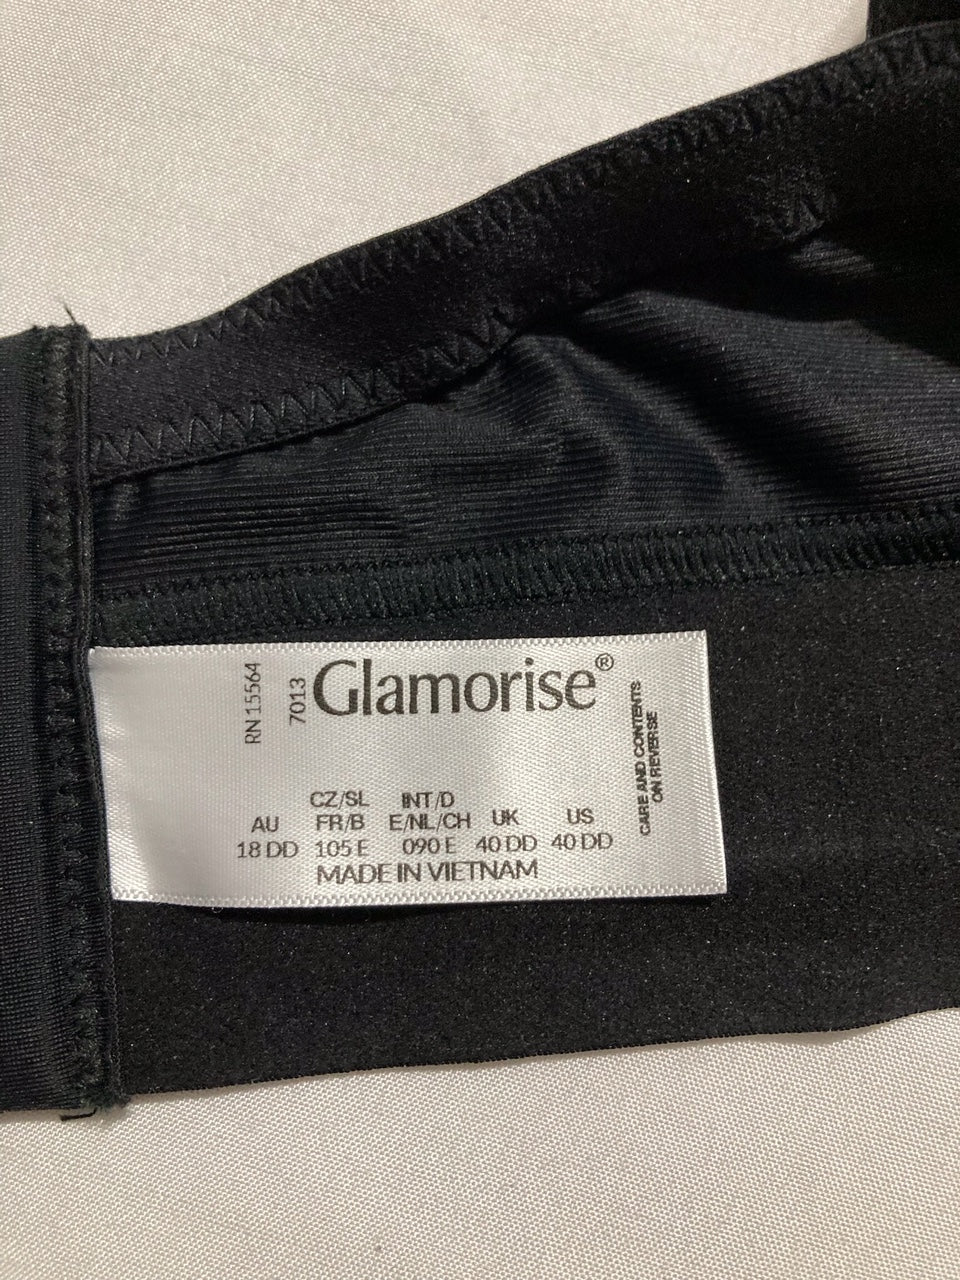 RN 15564
7013
Glamorise®
CARE AND CONTENTS
ON REVERSE
CZ/SL INT/D
AU FR/B E/NL/CH UK US
18 DD 105 E 090 E 40 DD 40 DD
MADE IN VIETNAM